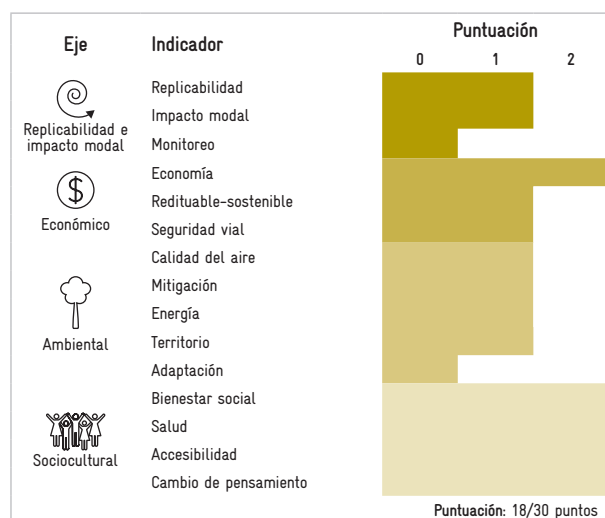 Eje Indicador Puntuación
0 1 2
Replicabilidad
Impacto modal
Monitoreo
Replicabilidad e
impacto modal
Economía
Redituable-sostenible
Seguridad vial
$
Económico
Calidad del aire
Mitigación
Energía
Territorio
Adaptación
Ambiental
Bienestar social
Salud
Accesibilidad
Cambio de pensamiento
Sociocultural
Puntuación: 18/30 puntos